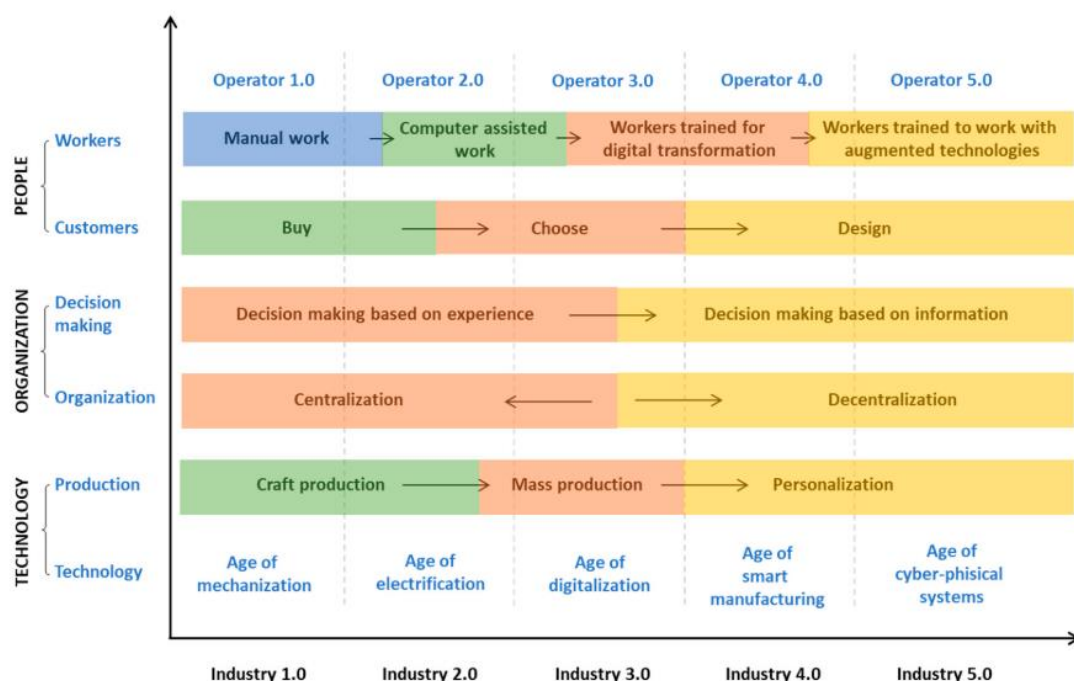 Operator 1.0
Operator 2.0
Operator 3.0
Operator 4.0
Operator 5.0
PEOPLE
Workers
Manual work
Computer assisted
work
Workers trained for
digital transformation
Workers trained to work with
augmented technologies
Customers
Buy
Choose
Design
ORGANIZATION
Decision
making
Decision making based on experience
Decision making based on information
Organization
Centralization
Decentralization
TECHNOLOGY
Production
Craft production
Mass production
Personalization
Technology
Age of
mechanization
Age of
electrification
Age of
digitalization
Age of
smart
manufacturing
Age of
cyber-phisical
systems
Industry 1.0
Industry 2.0
Industry 3.0
Industry 4.0
Industry 5.0